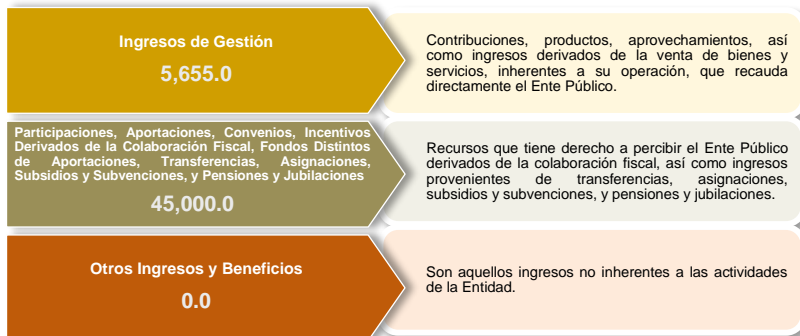 Ingresos de Gestión
5,655.0
Contribuciones, productos, aprovechamientos, así
como ingresos derivados de la venta de bienes y
servicios, inherentes a su operación, que recauda
directamente el Ente Público.
Participaciones, Aportaciones, Convenios, Incentivos
Derivados de la Colaboración Fiscal, Fondos Distintos
de Aportaciones, Transferencias, Asignaciones,
Subsidios y Subvenciones, y Pensiones y Jubilaciones
45,000.0
Recursos que tiene derecho a percibir el Ente Público
derivados de la colaboración fiscal, así como ingresos
provenientes de transferencias, asignaciones,
subsidios y subvenciones, y pensiones y jubilaciones.
Otros Ingresos y Beneficios
0.0
Son aquellos ingresos no inherentes a las actividades
de la Entidad.